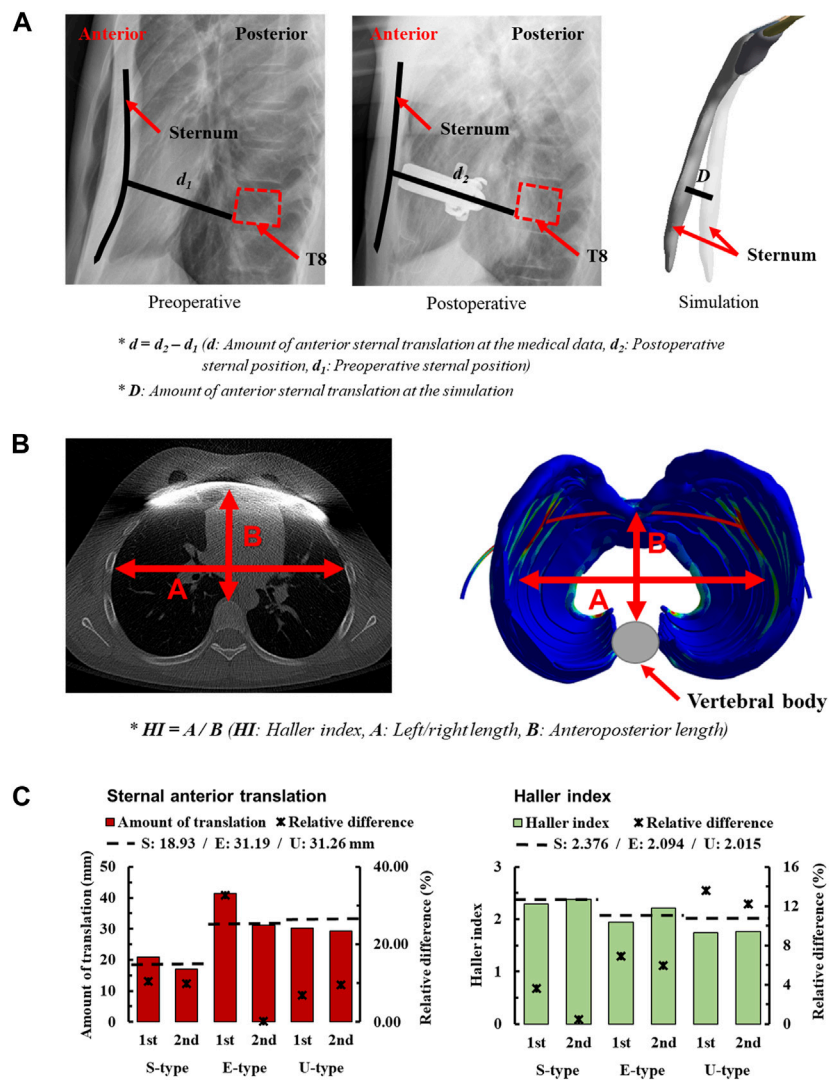 A
Anterior Posterior
Anterior Posterior
Sternum
Sternum
d1
d2
D
T8
T8
Sternum
Preoperative
Postoperative
Simulation
* d = d2 – d1 (d: Amount of anterior sternal translation at the medical data, d2: Postoperative
sternal position, d1: Preoperative sternal position)
* D: Amount of anterior sternal translation at the simulation
B
B
A
B
A
Vertebral body
* HI = A / B (HI: Haller index, A: Left/right length, B: Anteroposterior length)
C
Sternal anterior translation
Amount of translation Relative difference
S: 18.93 / E: 31.19 / U: 31.26 mm
Amount of translation (mm)
50
40
30
20
10
0
40.00
20.00
0.00
Relative difference (%)
1st 2nd 1st 2nd 1st 2nd
S-type E-type U-type
Haller index
Haller index Relative difference
S: 2.376 / E: 2.094 / U: 2.015
Haller index
3
2
1
0
16
12
8
4
0
Relative difference (%)
1st 2nd 1st 2nd 1st 2nd
S-type E-type U-type